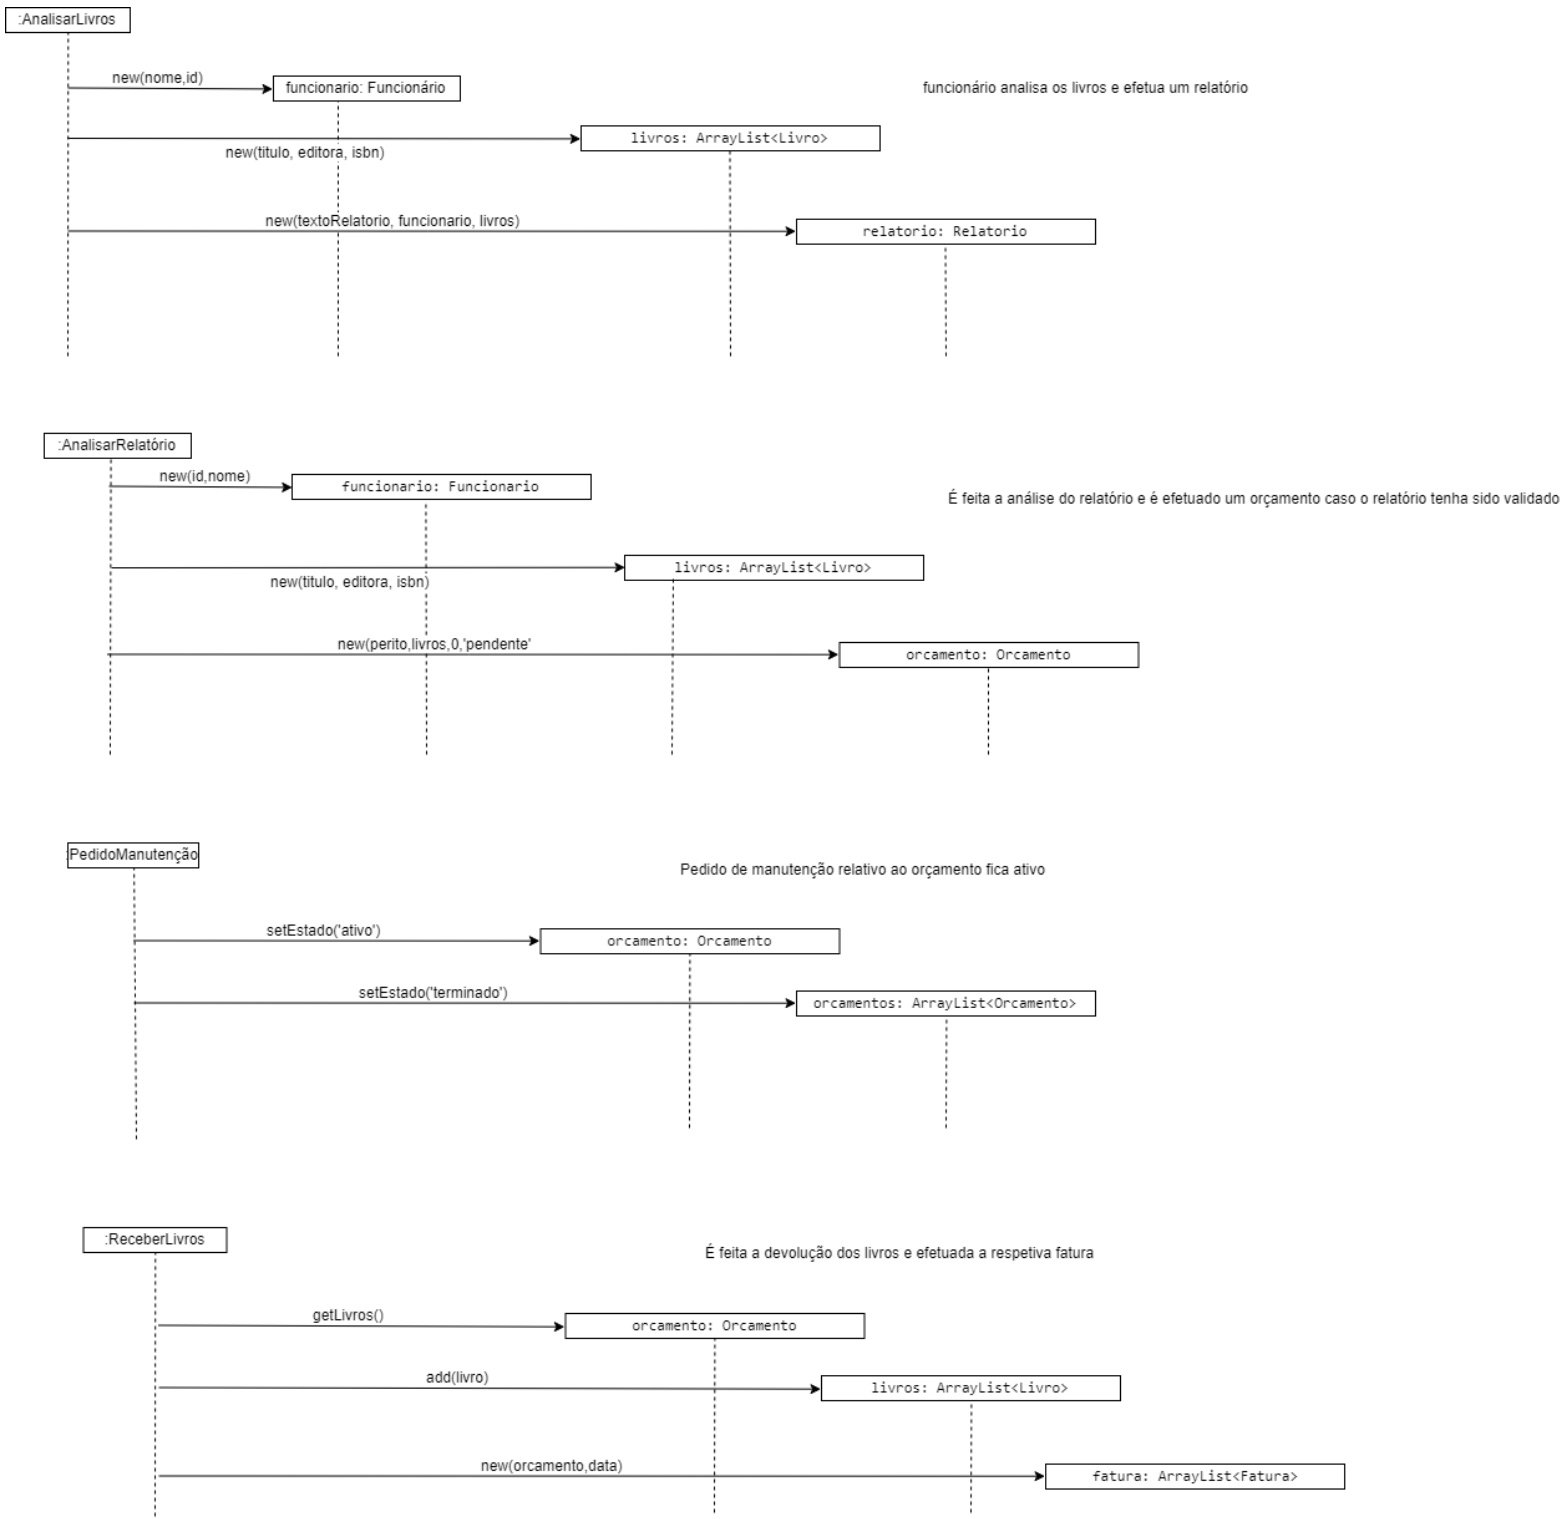 :AnalisarLivros
new(nome,id)
funcionario: Funcionário
funcionário analisa os livros e efetua um relatório
livros: ArrayList<Livro>
new(titulo, editora, isbn)
new(textoRelatorio, funcionario, livros)
relatorio: Relatorio
:AnalisarRelatório
new(id,nome)
funcionario: Funcionario
É feita a análise do relatório e é efetuado um orçamento caso o relatório tenha sido validado
livros: ArrayList<Livro>
new(titulo, editora, isbn)
new(perito,livros,0,'pendente'
orcamento: Orcamento
:PedidoManutenção
Pedido de manutenção relativo ao orçamento fica ativo
setEstado('ativo')
orcamento: Orcamento
setEstado('terminado')
orcamentos: ArrayList<Orcamento>
:ReceberLivros
É feita a devolução dos livros e efetuada a respetiva fatura
getLivros()
orcamento: Orcamento
add(livro)
livros: ArrayList<Livro>
new(orcamento,data)
fatura: ArrayList<Fatura>